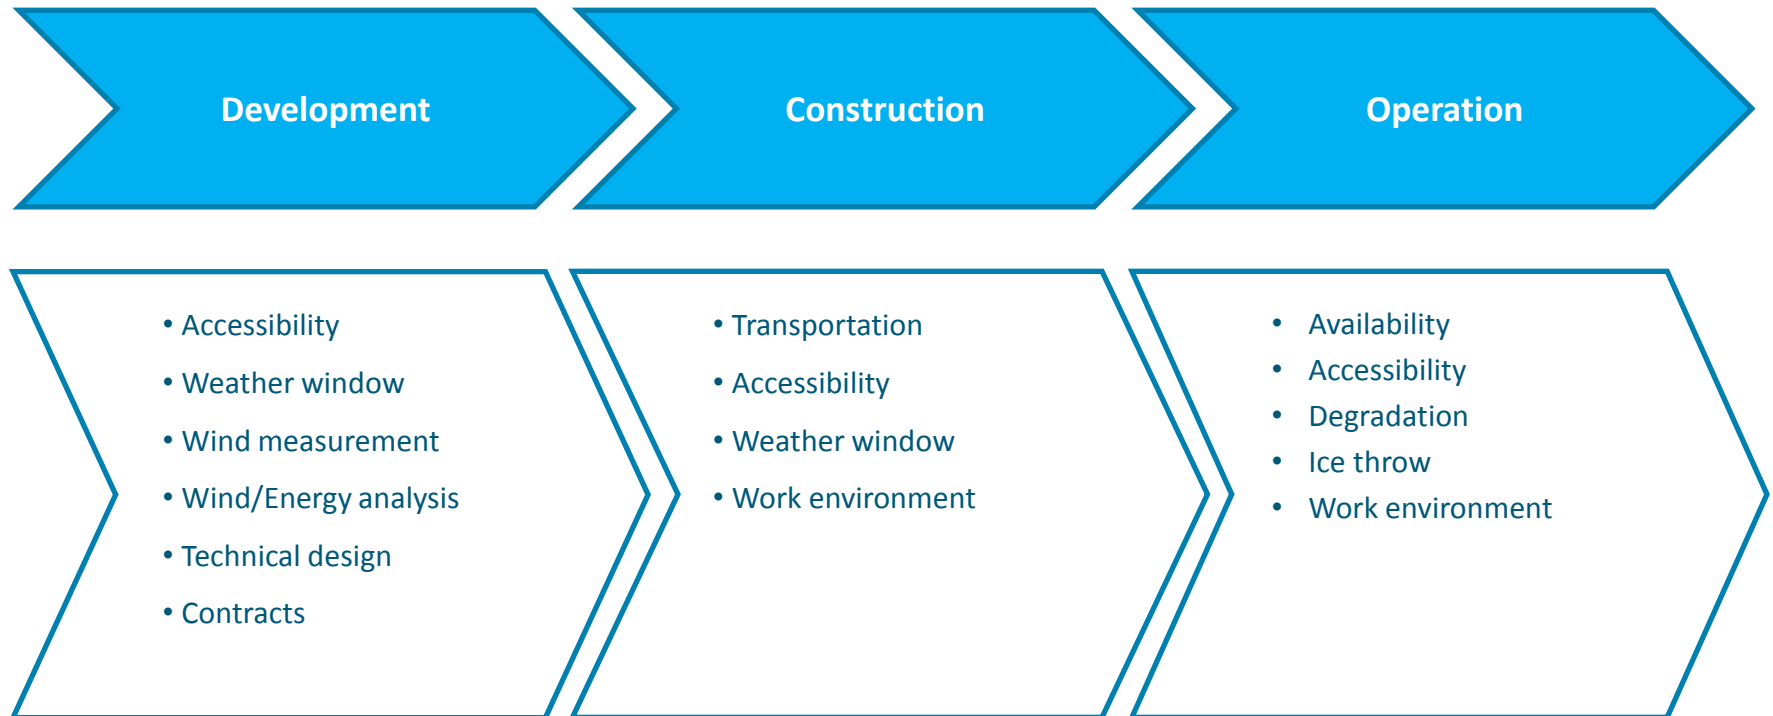 Development
Construction
Operation
• Accessibility
• Weather window
• Wind measurement
• Wind/Energy analysis
• Technical design
• Contracts
• Transportation
• Accessibility
• Weather window
• Work environment
• Availability
• Accessibility
• Degradation
• Ice throw
• Work environment